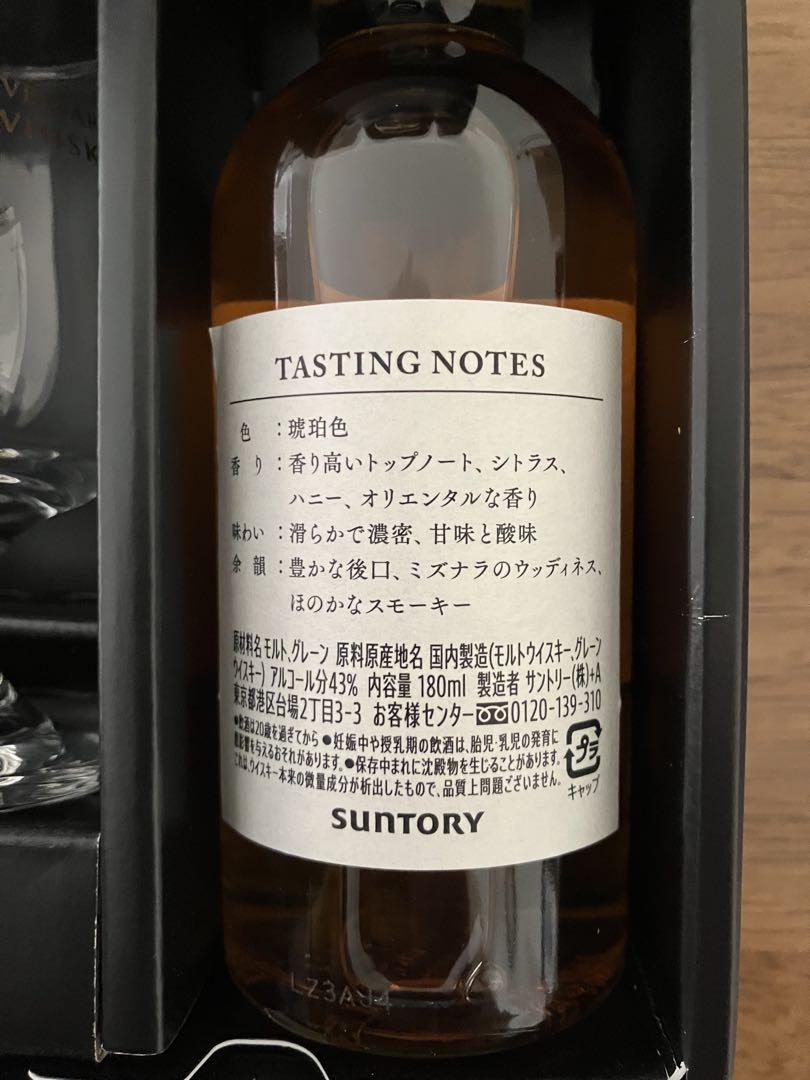 TASTING NOTES
色 : 琥珀色
香り : 香り高いトップノート、シトラス、
ハニー、オリエンタルな香り
味わい : 滑らかで濃密、甘味と酸味
余韻 : 豊かな後口、ミズナラのウッディネス、
ほのかなスモーキー
原材料名 モルト、グレーン 原料原産地名 国内製造(モルトウイスキー、グレーン
ウイスキー) アルコール分43% 内容量 180ml 製造者 サントリー(株)+A
東京都港区台場2丁目3-3 お客様センター 0120-139-310
●飲酒は20歳を過ぎてから ●妊娠中や授乳期の飲酒は、胎児・乳児の発育に
悪影響を与えるおそれがあります。●保存中まれに沈殿物を生じることがあります。
これは、ウイスキー本来の微量成分が析出したもので、品質上問題ございません。
プラ
キャップ
SUNTORY